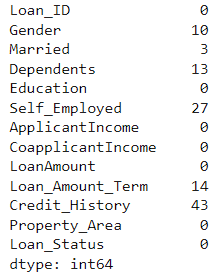 Loan_ID 0
Gender 10
Married 3
Dependents 13
Education 0
Self_Employed 27
ApplicantIncome 0
CoapplicantIncome 0
LoanAmount 0
Loan_Amount_Term 14
Credit_History 43
Property_Area 0
Loan_Status 0
dtype: int64